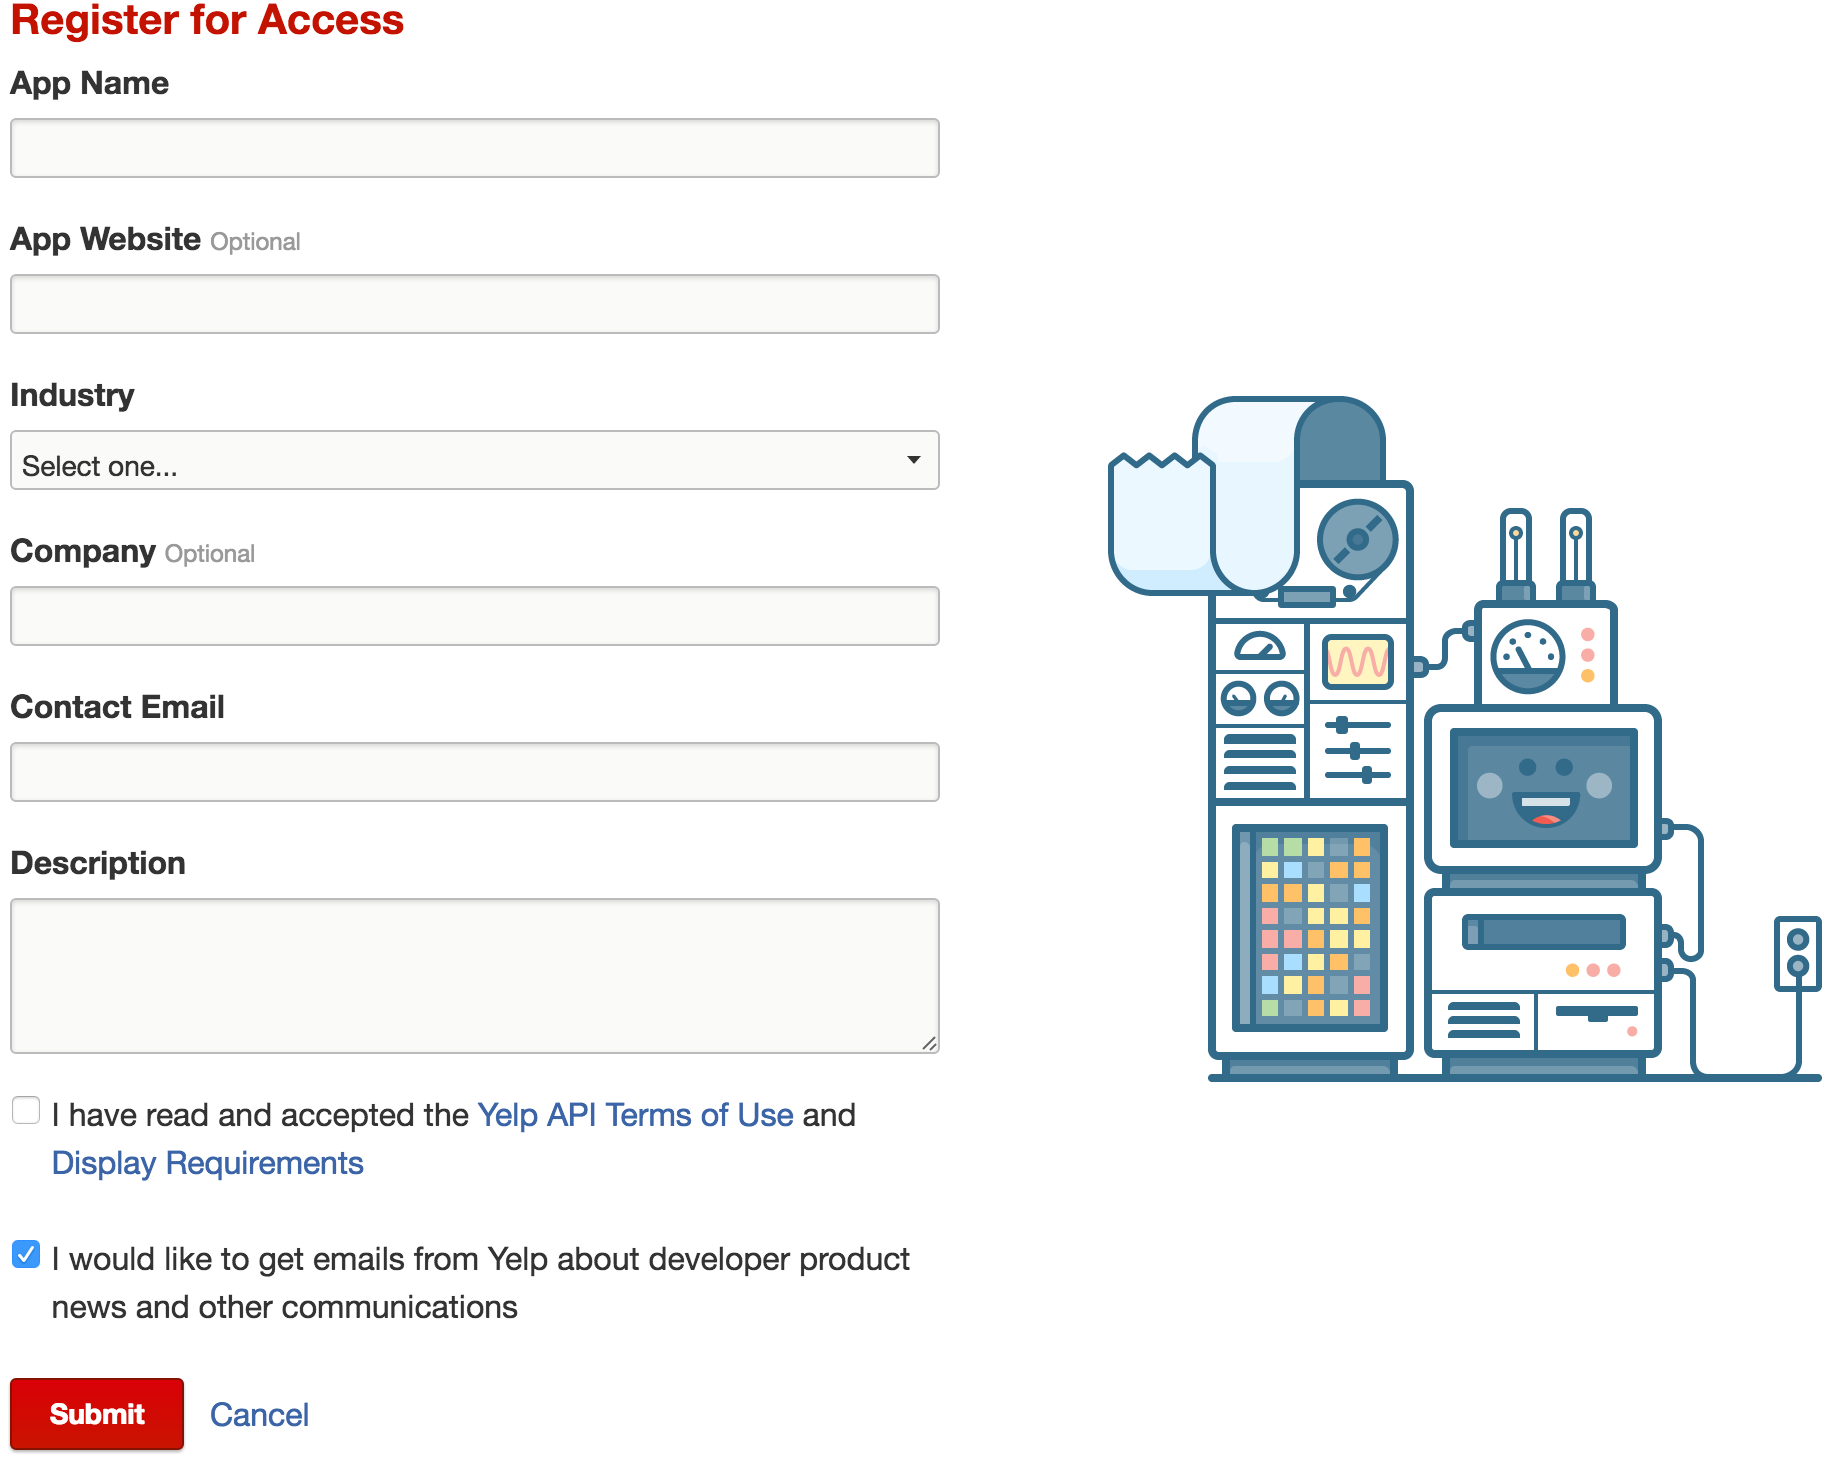 Register for Access
App Name
App Website Optional
Industry
Select one...
Company Optional
Contact Email
Description
I have read and accepted the Yelp API Terms of Use and
Display Requirements
I would like to get emails from Yelp about developer product
news and other communications
Submit Cancel